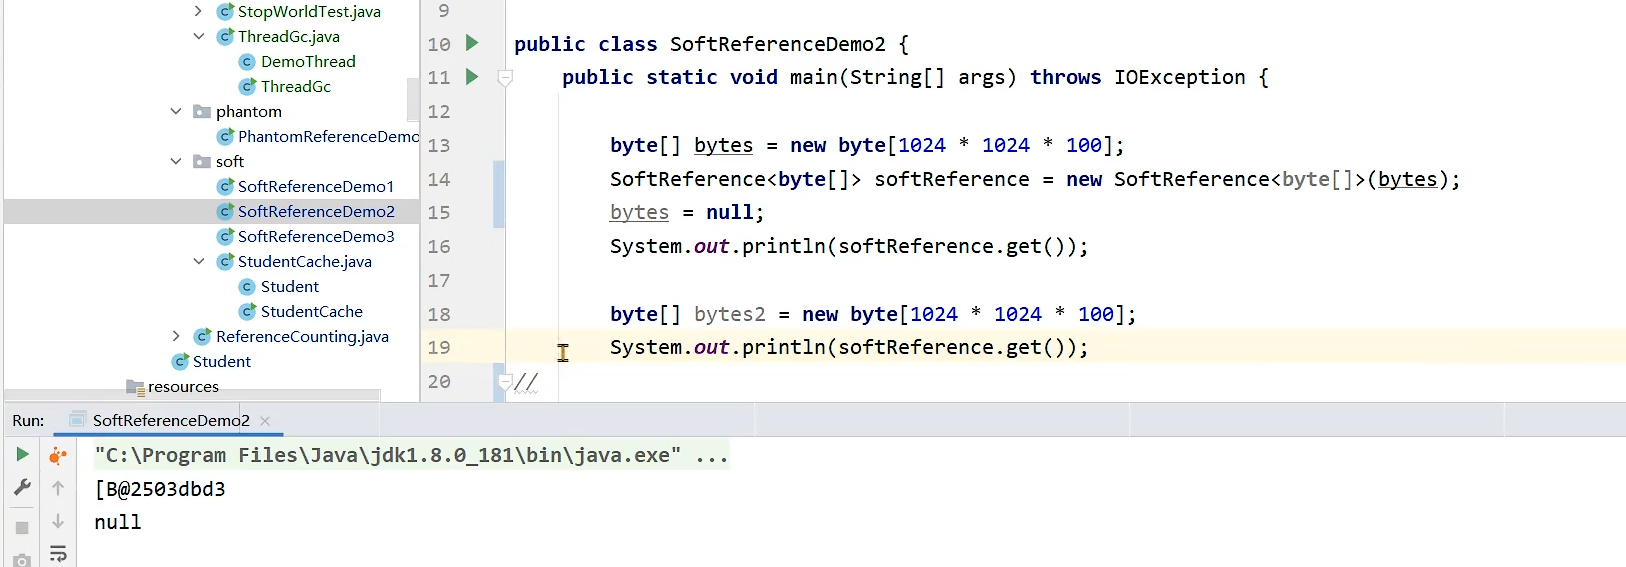 StopWorldTest.java
ThreadGc.java
DemoThread
ThreadGc
phantom
PhantomReferenceDemo
soft
SoftReferenceDemo1
SoftReferenceDemo2
SoftReferenceDemo3
StudentCache.java
Student
StudentCache
ReferenceCounting.java
Student
resources
9
10 public class SoftReferenceDemo2 {
11 public static void main(String[] args) throws IOException {
12
13 byte[] bytes = new byte[1024 * 1024 * 100];
14 SoftReference<byte[]> softReference = new SoftReference<byte[]>(bytes);
15 bytes = null;
16 System.out.println(softReference.get());
17
18 byte[] bytes2 = new byte[1024 * 1024 * 100];
19 System.out.println(softReference.get());
20 //
Run: SoftReferenceDemo2
"C:\Program Files\Java\jdk1.8.0_181\bin\java.exe" ...
[B@2503dbd3
null